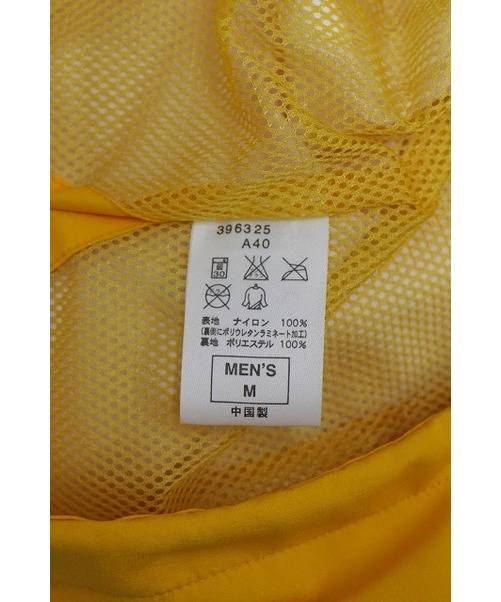 396325
A40
弱
30
表地 ナイロン 100%
(裏側にポリウレタンラミネート加工)
裏地 ポリエステル 100%
MEN'S
M
中国製